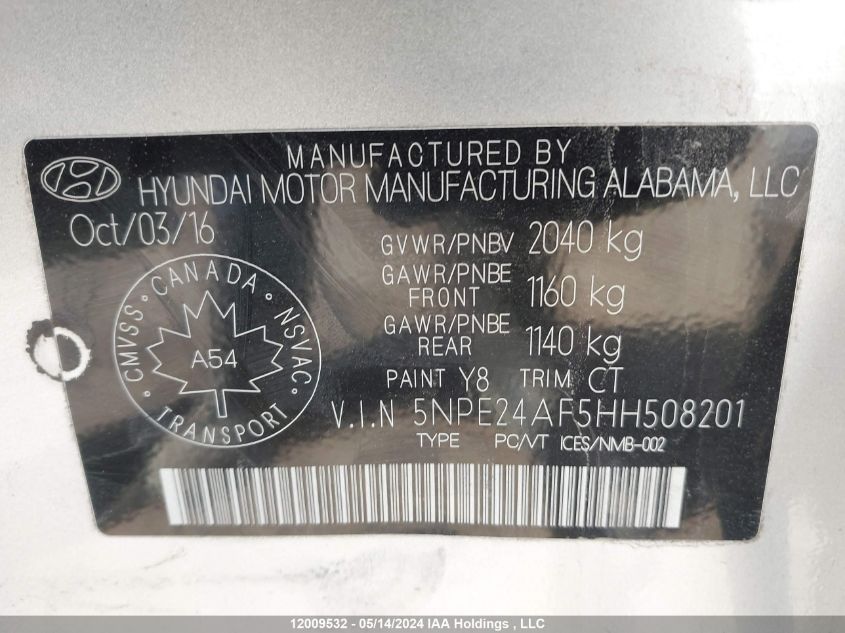 MANUFACTURED BY
HYUNDAI MOTOR MANUFACTURING ALABAMA, LLC
Oct/03/16
GVWR/PNBV 2040 kg
GAWR/PNBE FRONT 1160 kg
GAWR/PNBE REAR 1140 kg
PAINT Y8 TRIM CT
V.I.N 5NPE24AF5HH508201
TYPE PC/VT ICES/NMB-002
CANADA
CMVSS • NSVAC
A54
TRANSPORT
12009532 - 05/14/2024 IAA Holdings , LLC